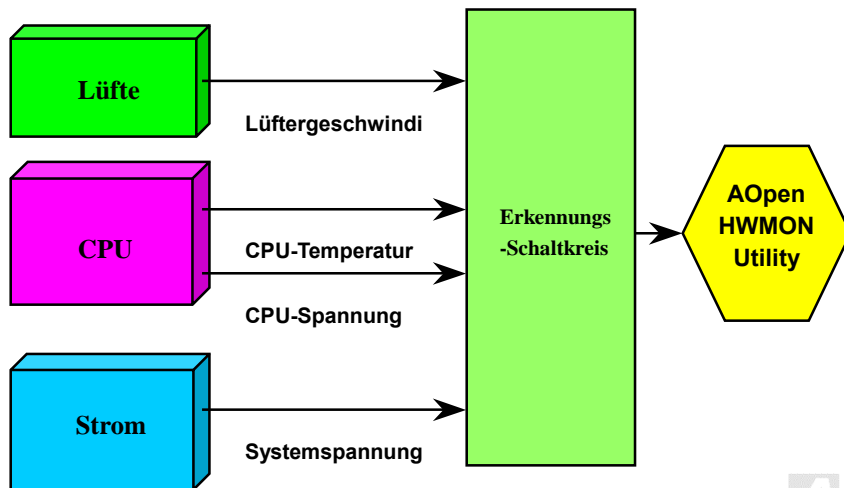 Lüfte
Lüftergeschwindi
CPU
CPU-Temperatur
CPU-Spannung
Strom
Systemspannung
Erkennungs
-Schaltkreis
AOpen
HWMON
Utility